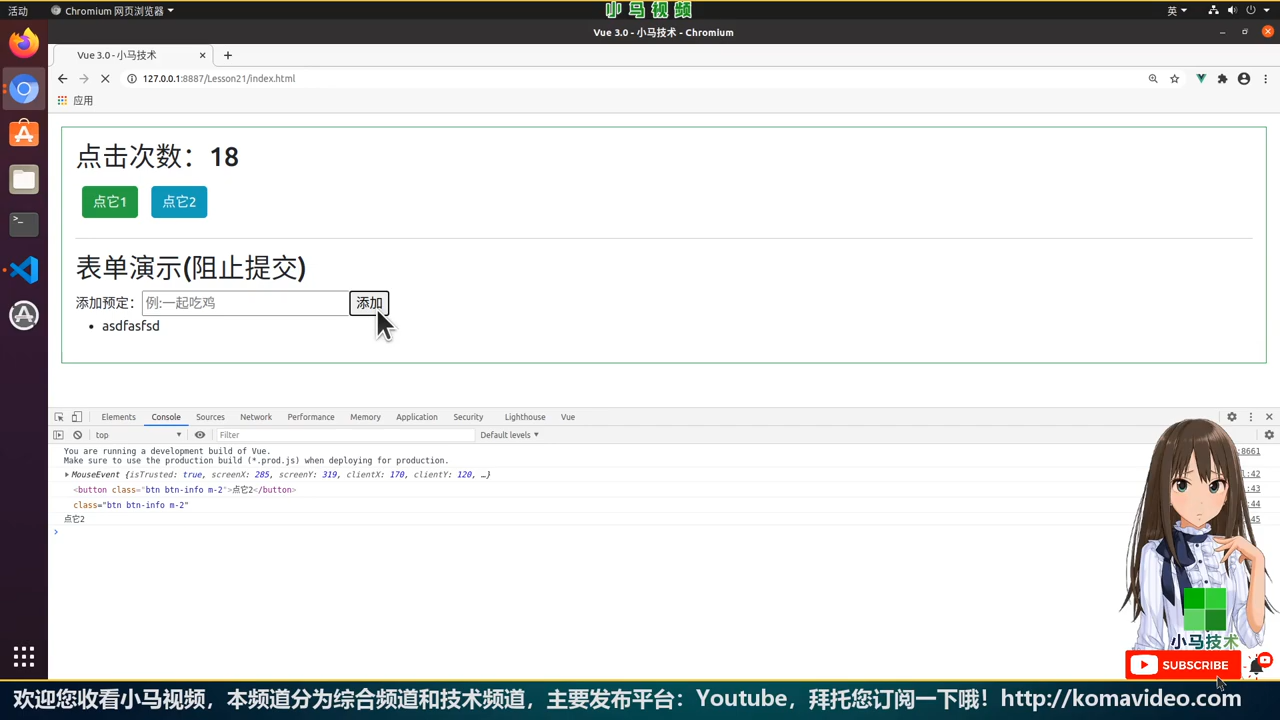 活动
Chromium 网页浏览器
小马视频
英
Vue 3.0 - 小马技术 - Chromium
Vue 3.0 - 小马技术
127.0.0.1:8887/Lesson21/index.html
应用
点击次数：18
点它1
点它2
表单演示(阻止提交)
添加预定：
例:一起吃鸡
添加
asdfasfsd
Elements Console Sources Network Performance Memory Application Security Lighthouse Vue
top
Filter
Default levels
You are running a development build of Vue.
:8661
Make sure to use the production build (*.prod.js) when deploying for production.
MouseEvent {isTrusted: true, screenX: 285, screenY: 319, clientX: 170, clientY: 120, …}
:42
<button class="btn btn-info m-2">点它2</button>
:43
class="btn btn-info m-2"
:44
点它2
:45
小马技术
SUBSCRIBE
欢迎您收看小马视频，本频道分为综合频道和技术频道，主要发布平台：Youtube，拜托您订阅一下哦！http://komavideo.com